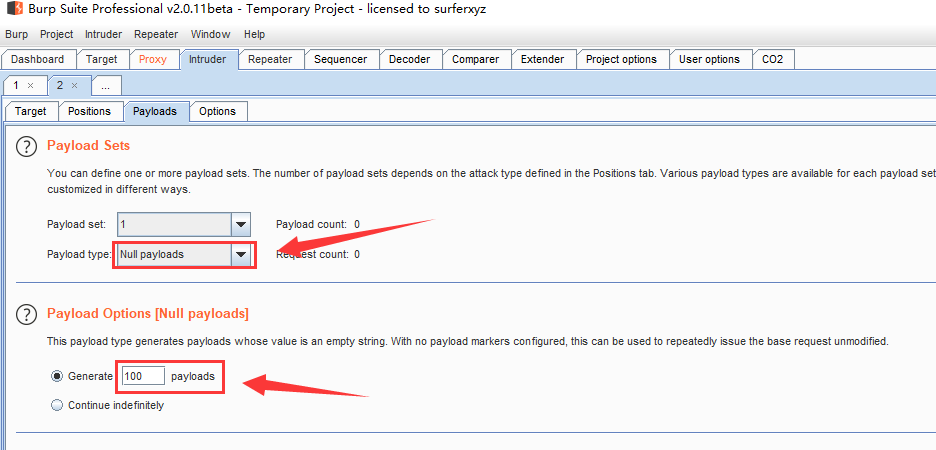 Burp Suite Professional v2.0.11beta - Temporary Project - licensed to surferxyz
Burp Project Intruder Repeater Window Help
Dashboard Target Proxy Intruder Repeater Sequencer Decoder Comparer Extender Project options User options CO2
1 × 2 × ...
Target Positions Payloads Options
? Payload Sets
You can define one or more payload sets. The number of payload sets depends on the attack type defined in the Positions tab. Various payload types are available for each payload set
customized in different ways.
Payload set: 1 Payload count: 0
Payload type: Null payloads Request count: 0
? Payload Options [Null payloads]
This payload type generates payloads whose value is an empty string. With no payload markers configured, this can be used to repeatedly issue the base request unmodified.
Generate 100 payloads
Continue indefinitely